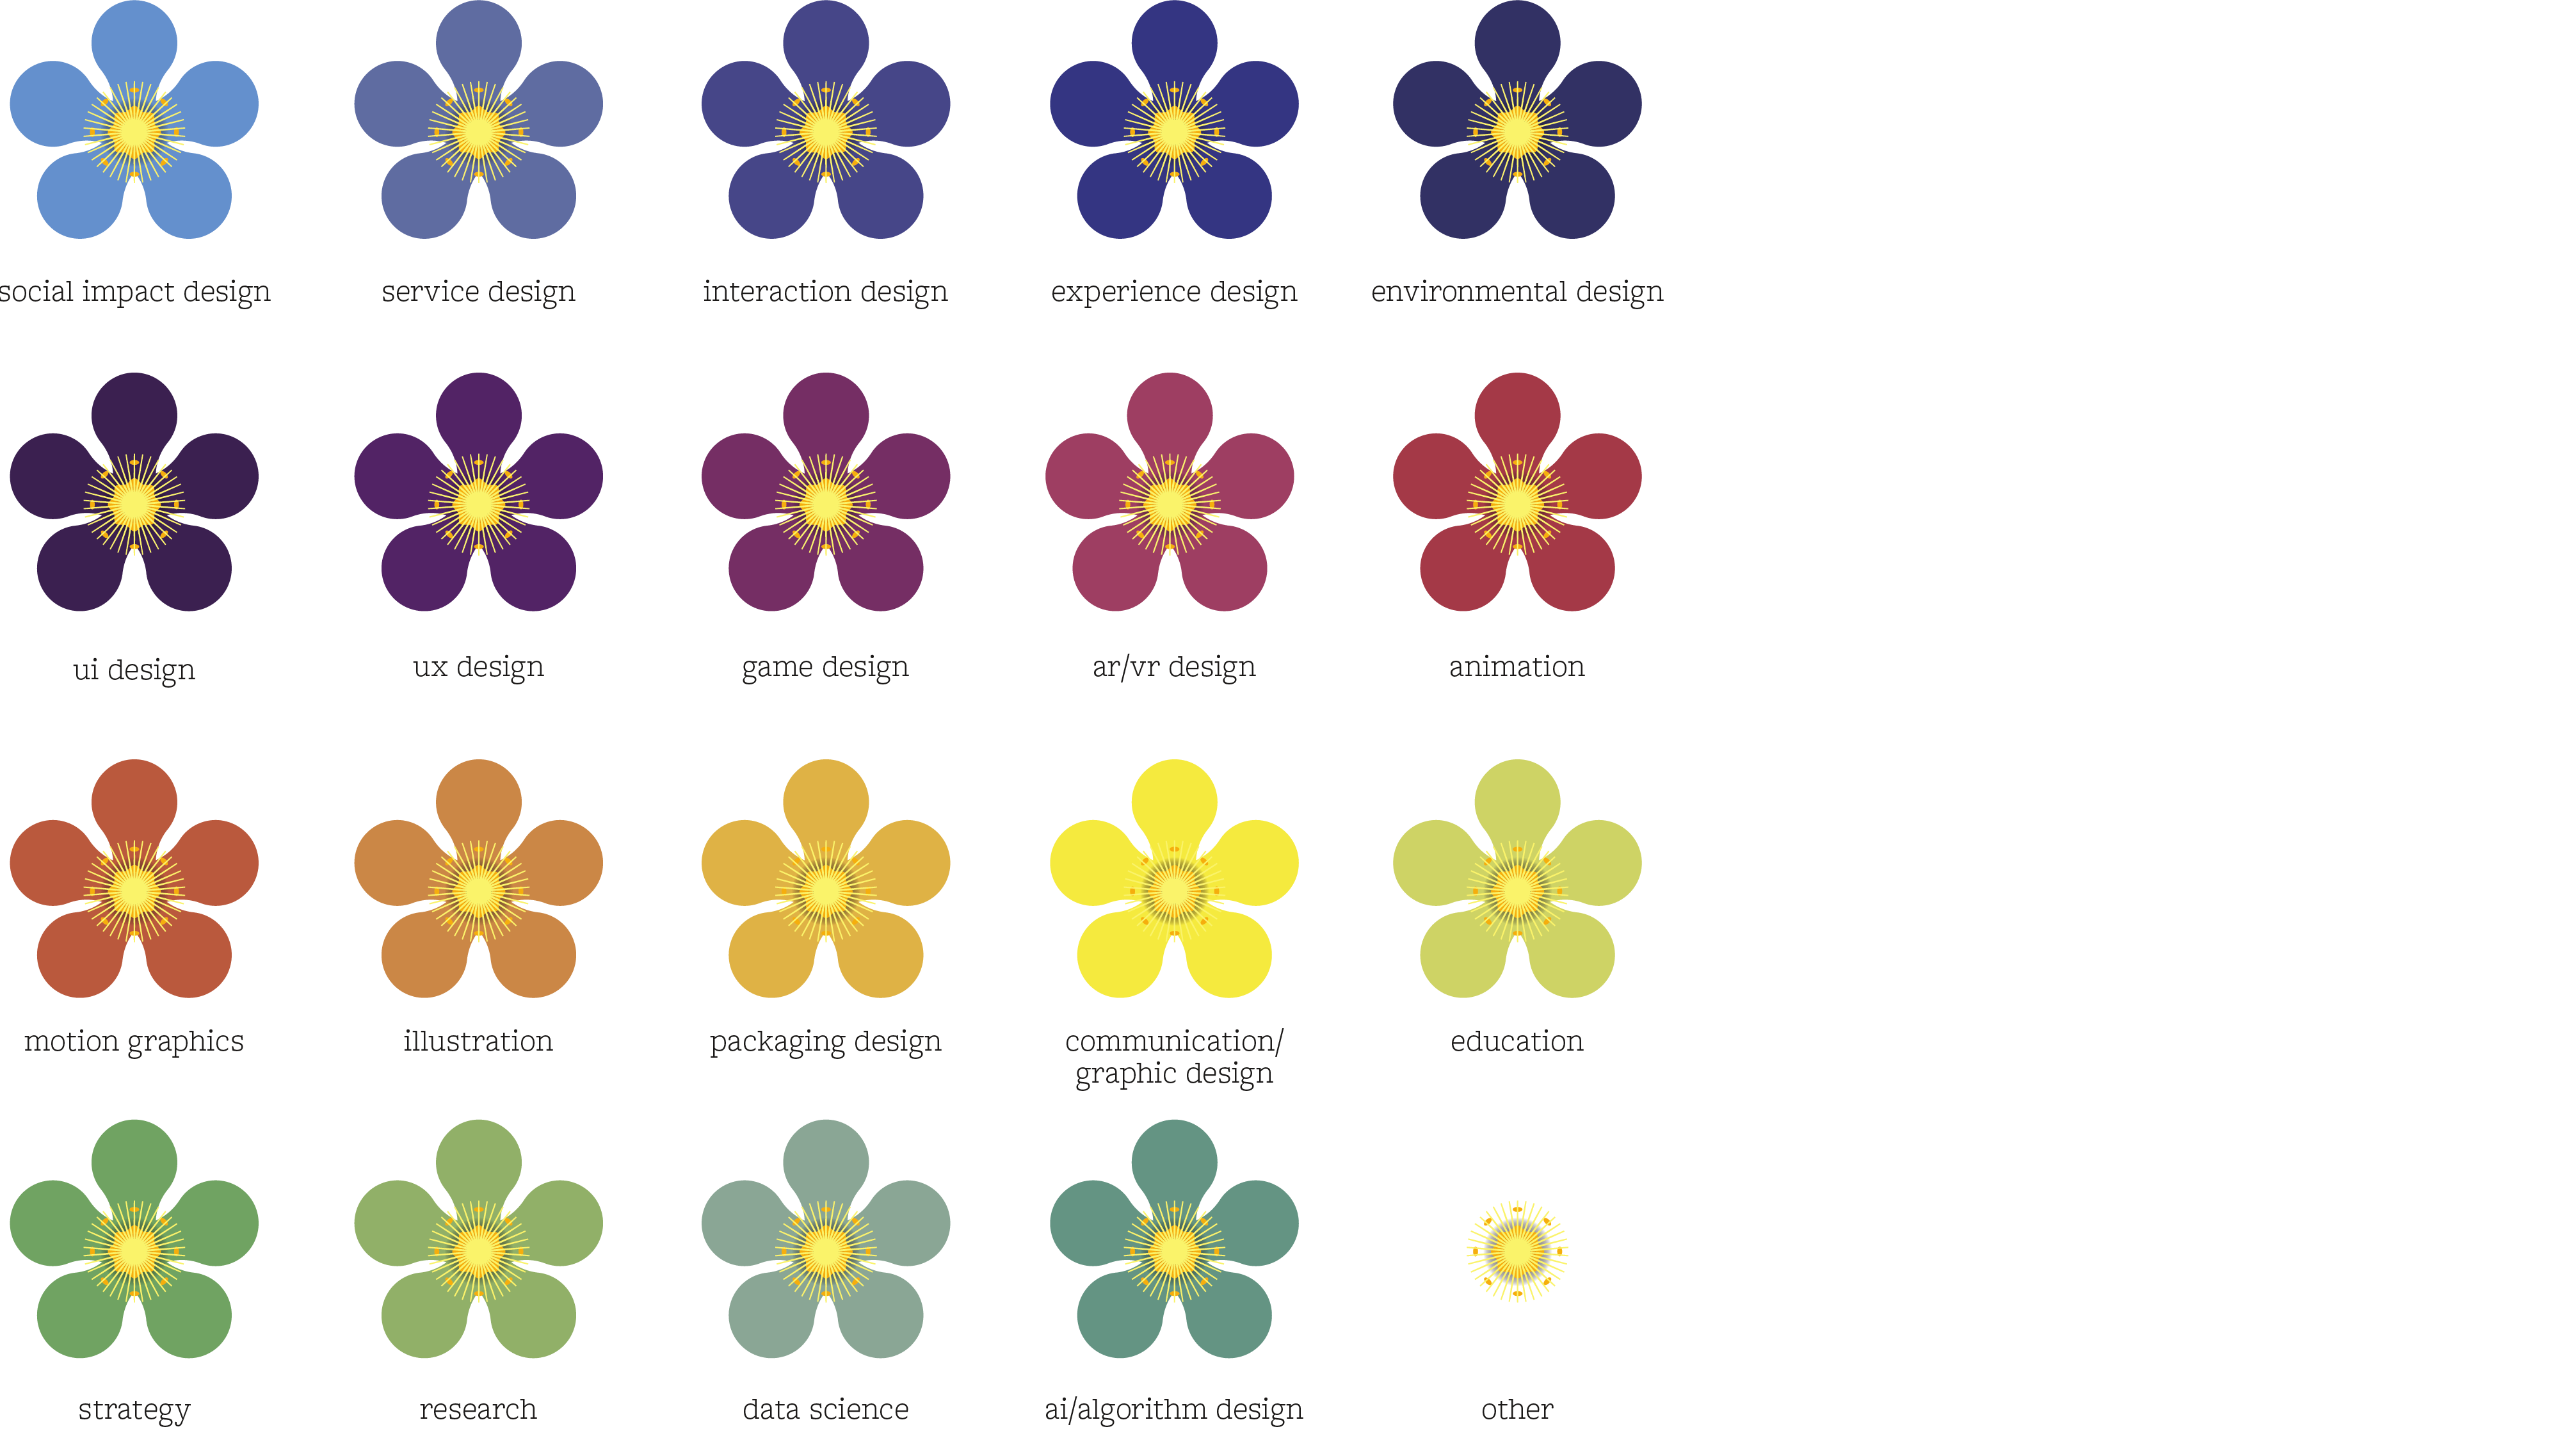 social impact design
service design
interaction design
experience design
environmental design
ui design
ux design
game design
ar/vr design
animation
motion graphics
illustration
packaging design
communication/
graphic design
education
strategy
research
data science
ai/algorithm design
other